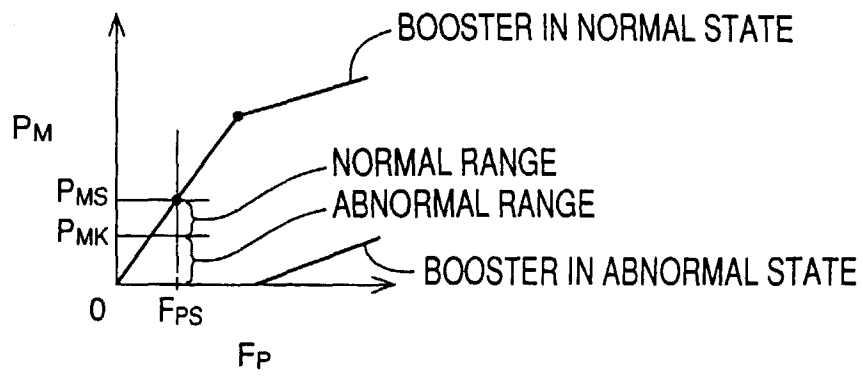 BOOSTER IN NORMAL STATE
PM
NORMAL RANGE
PMS
ABNORMAL RANGE
PMK
BOOSTER IN ABNORMAL STATE
0
FPS
FP